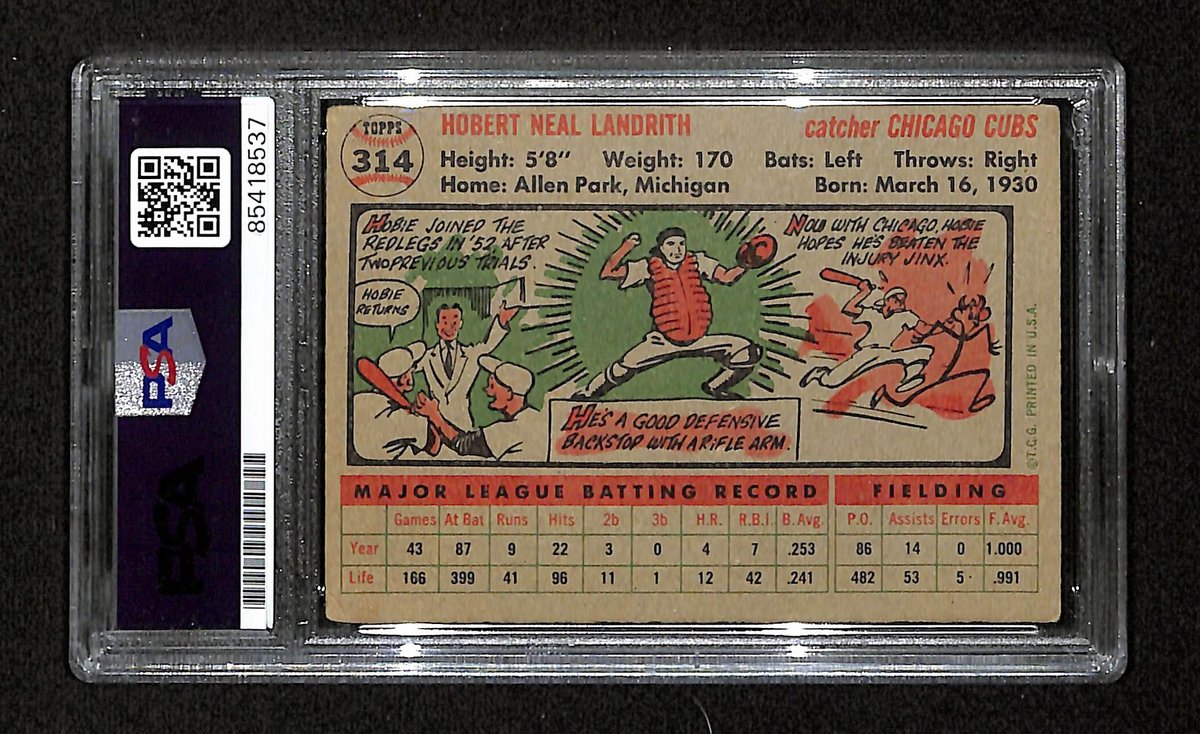 85418537
PSA
PSA
TOPPS
314
HOBERT NEAL LANDRITH
catcher CHICAGO CUBS
Height: 5'8" Weight: 170 Bats: Left Throws: Right
Home: Allen Park, Michigan Born: March 16, 1930
HOBIE JOINED THE
REDLEGS IN '52 AFTER
TWO PREVIOUS TRIALS.
HOBIE
RETURNS
HE'S A GOOD DEFENSIVE
BACKSTOP WITH A RIFLE ARM.
NOW WITH CHICAGO, HOBIE
HOPES HE'S BEATEN THE
INJURY JINX.
©T.C.G. PRINTED IN U.S.A.
MAJOR LEAGUE BATTING RECORD FIELDING
Games At Bat Runs Hits 2b 3b H.R. R.B.I. B. Avg. P.O. Assists Errors F. Avg.
Year 43 87 9 22 3 0 4 7 .253 86 14 0 1.000
Life 166 399 41 96 11 1 12 42 .241 482 53 5 .991